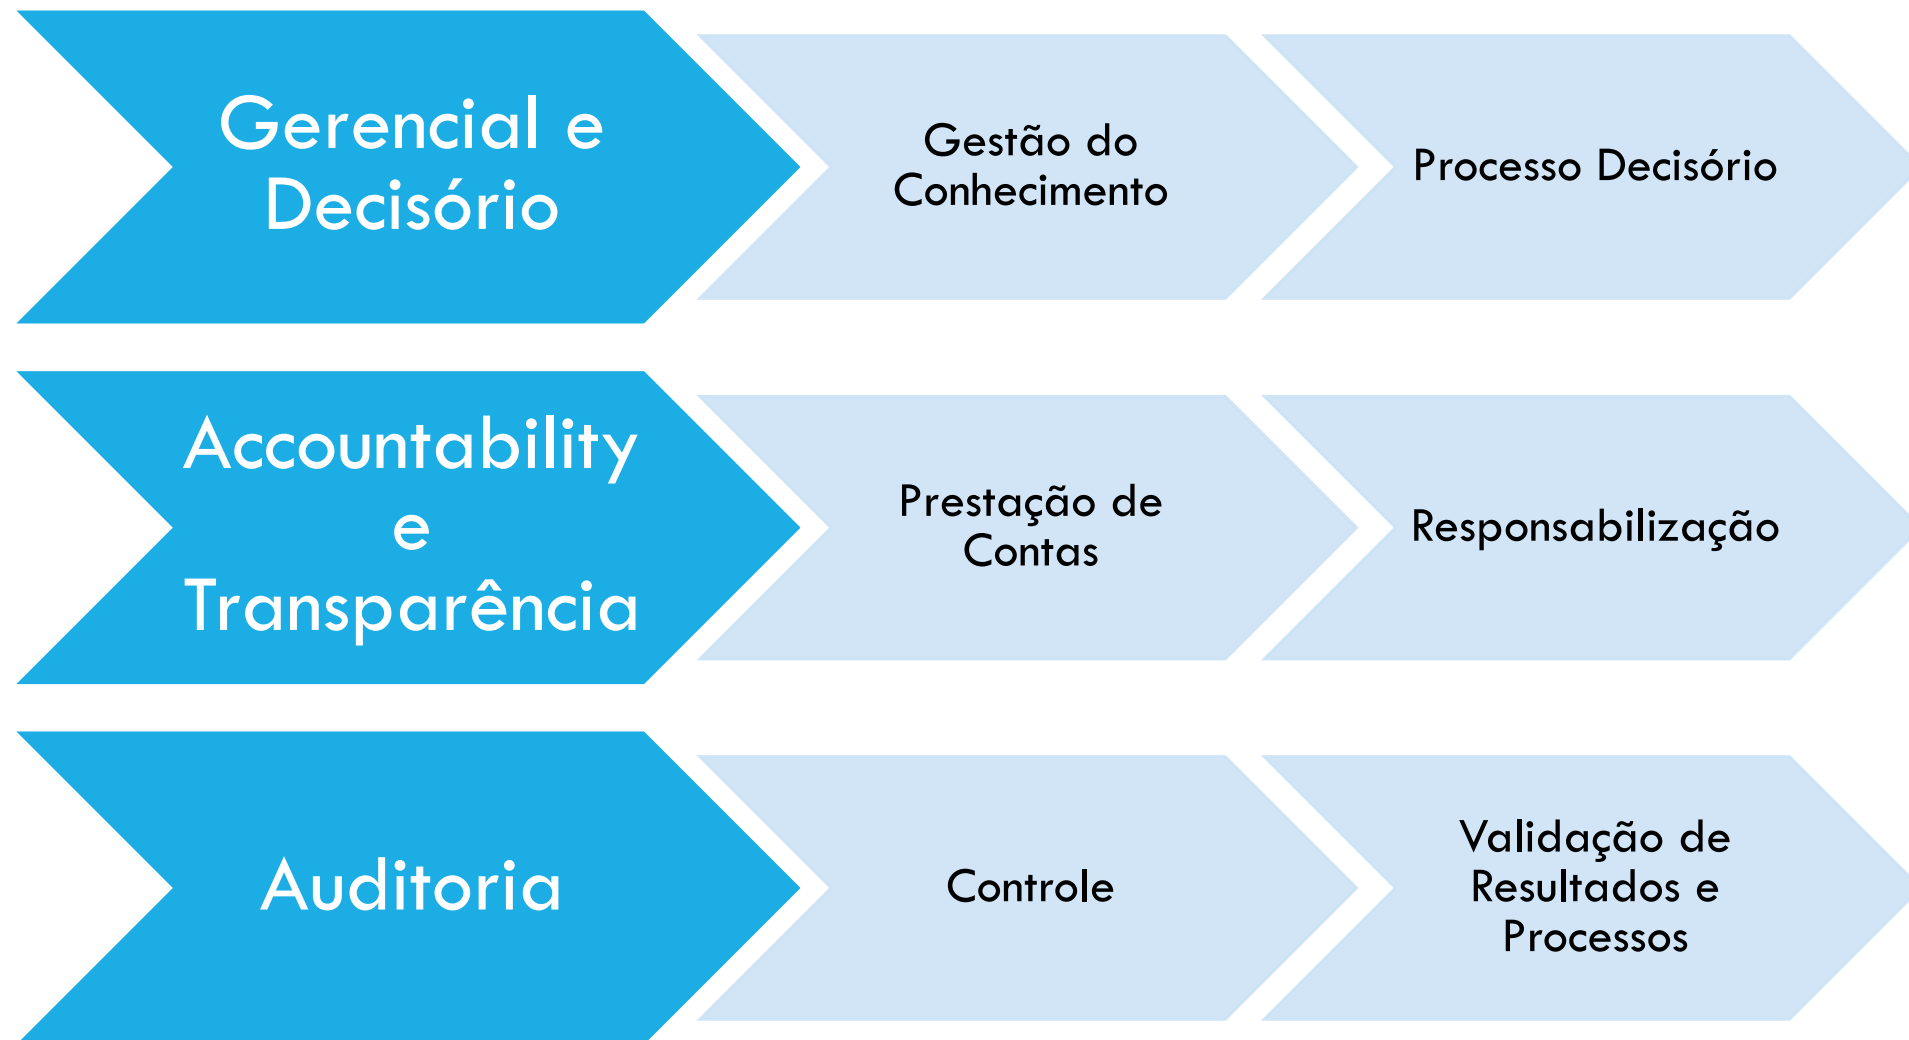 Gerencial e
Decisório
Gestão do
Conhecimento
Processo Decisório
Accountability
e
Transparência
Prestação de
Contas
Responsabilização
Auditoria
Controle
Validação de
Resultados e
Processos